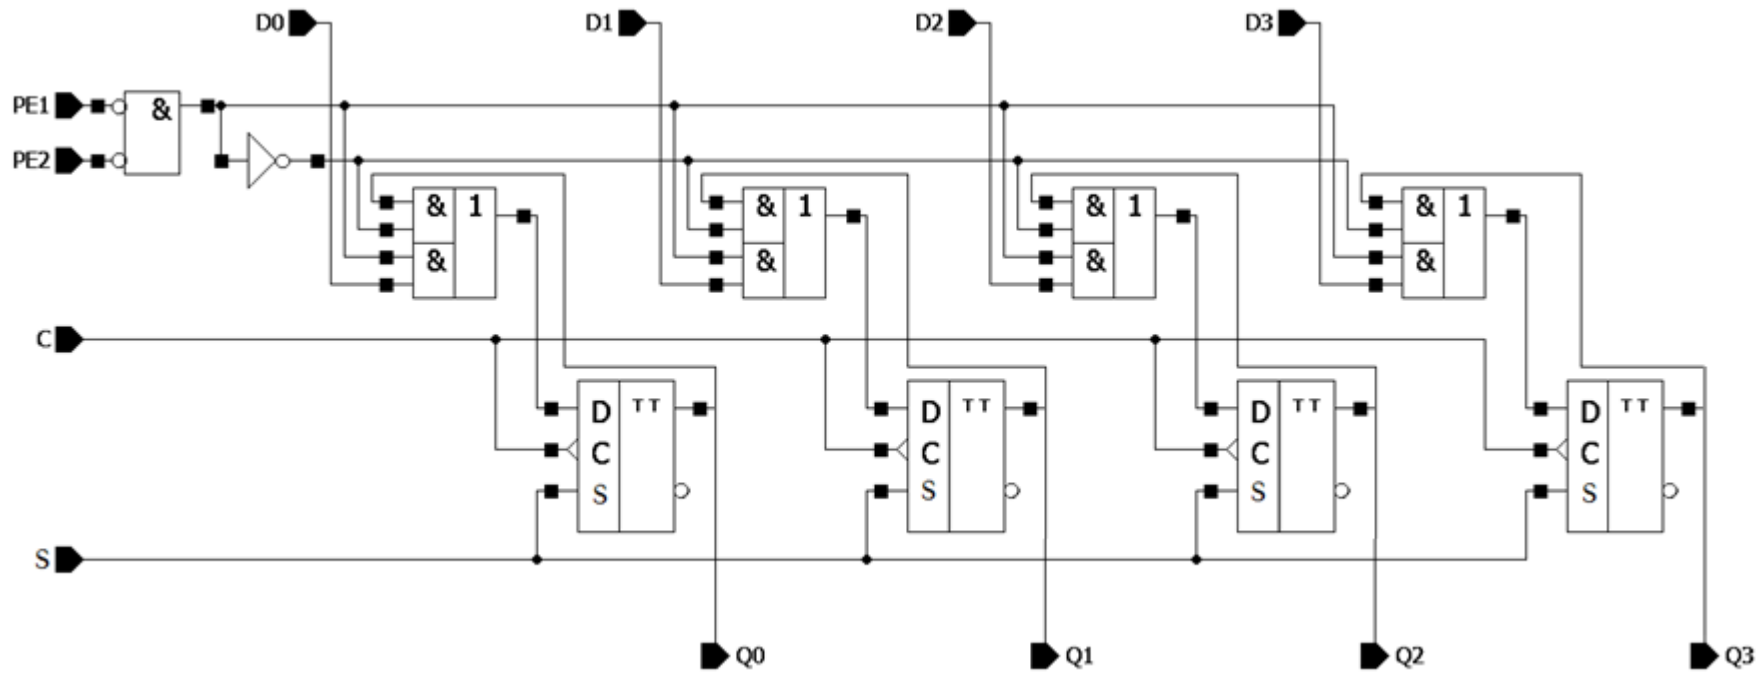 D0 D1 D2 D3
PE1 &
PE2
& 1 & 1 & 1 & 1
& & & &
C
D TT D TT D TT D TT
C C C C
S S S S
S
Q0 Q1 Q2 Q3